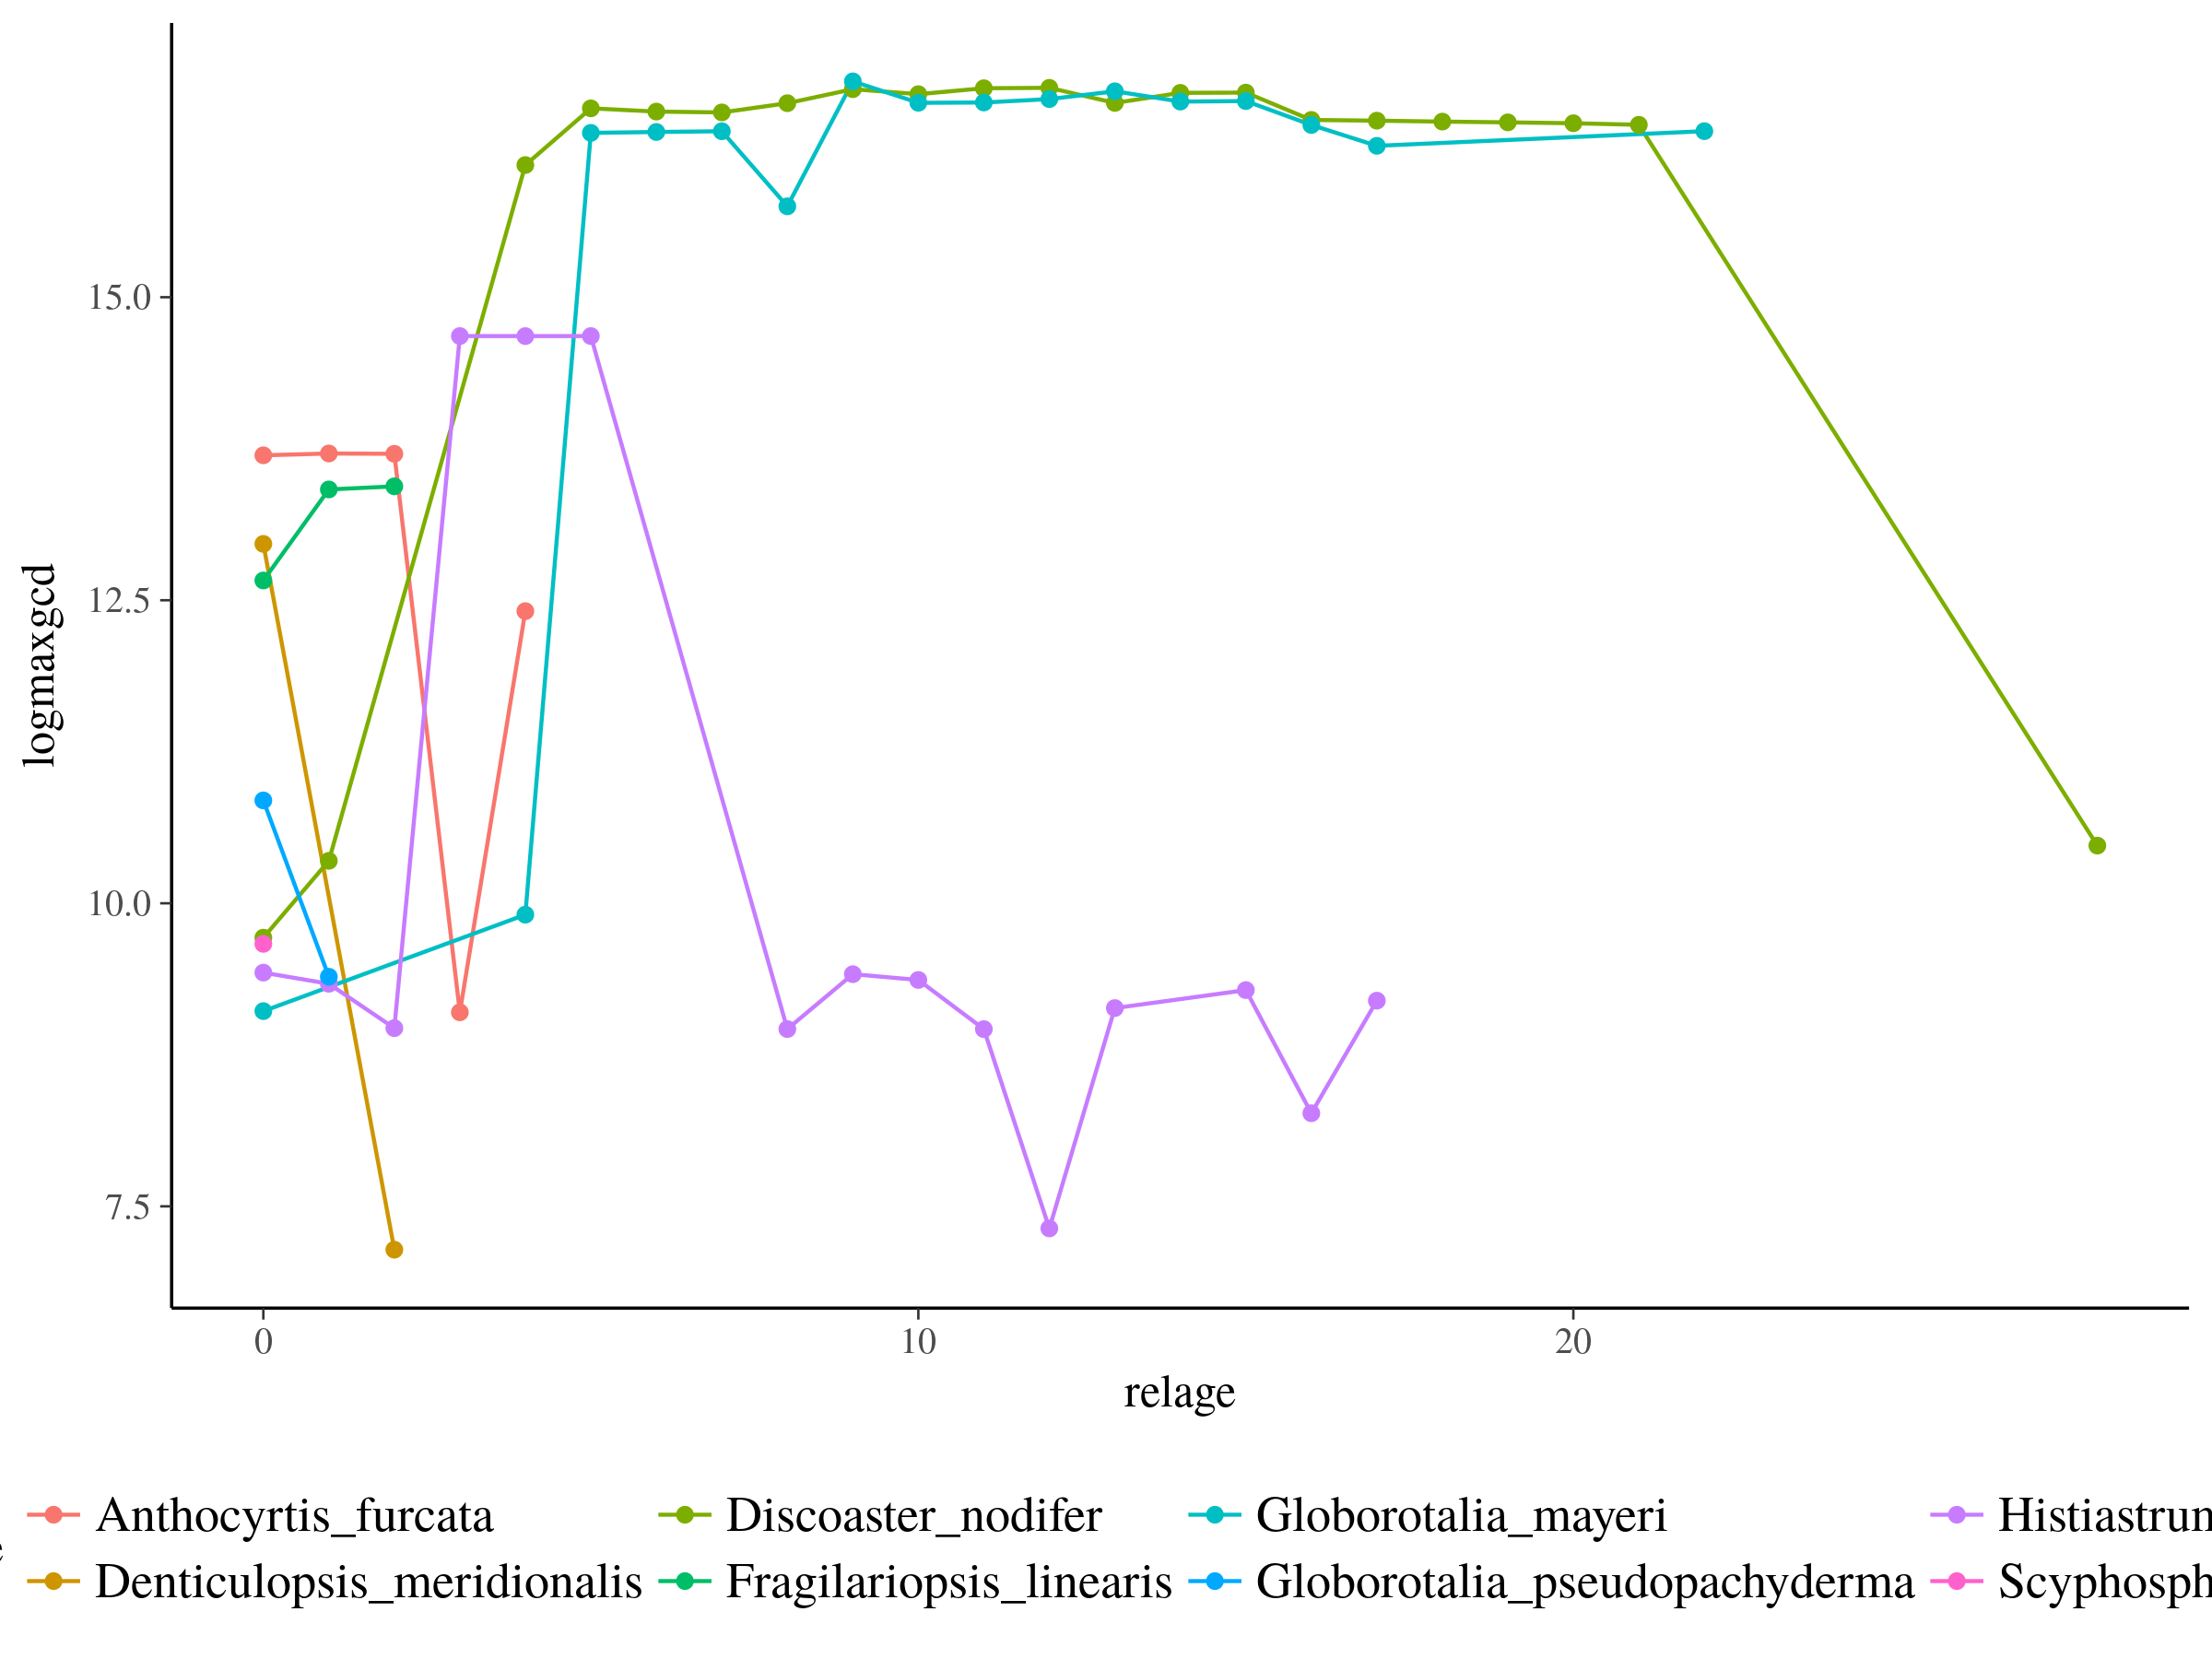 15.0
12.5
10.0
7.5
logmaxgcd
0 10 20
relage
Anthocyrtis_furcata Discoaster_nodifer Globorotalia_mayeri
Denticulopsis_meridionalis Fragilariopsis_linearis Globorotalia_pseudopachyderma